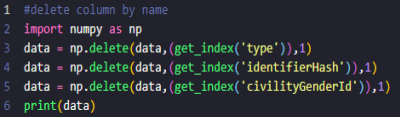 1 #delete column by name
2 import numpy as np
3 data = np.delete(data,(get_index('type')),1)
4 data = np.delete(data,(get_index('identifierHash')),1)
5 data = np.delete(data,(get_index('civilityGenderId')),1)
6 print(data)